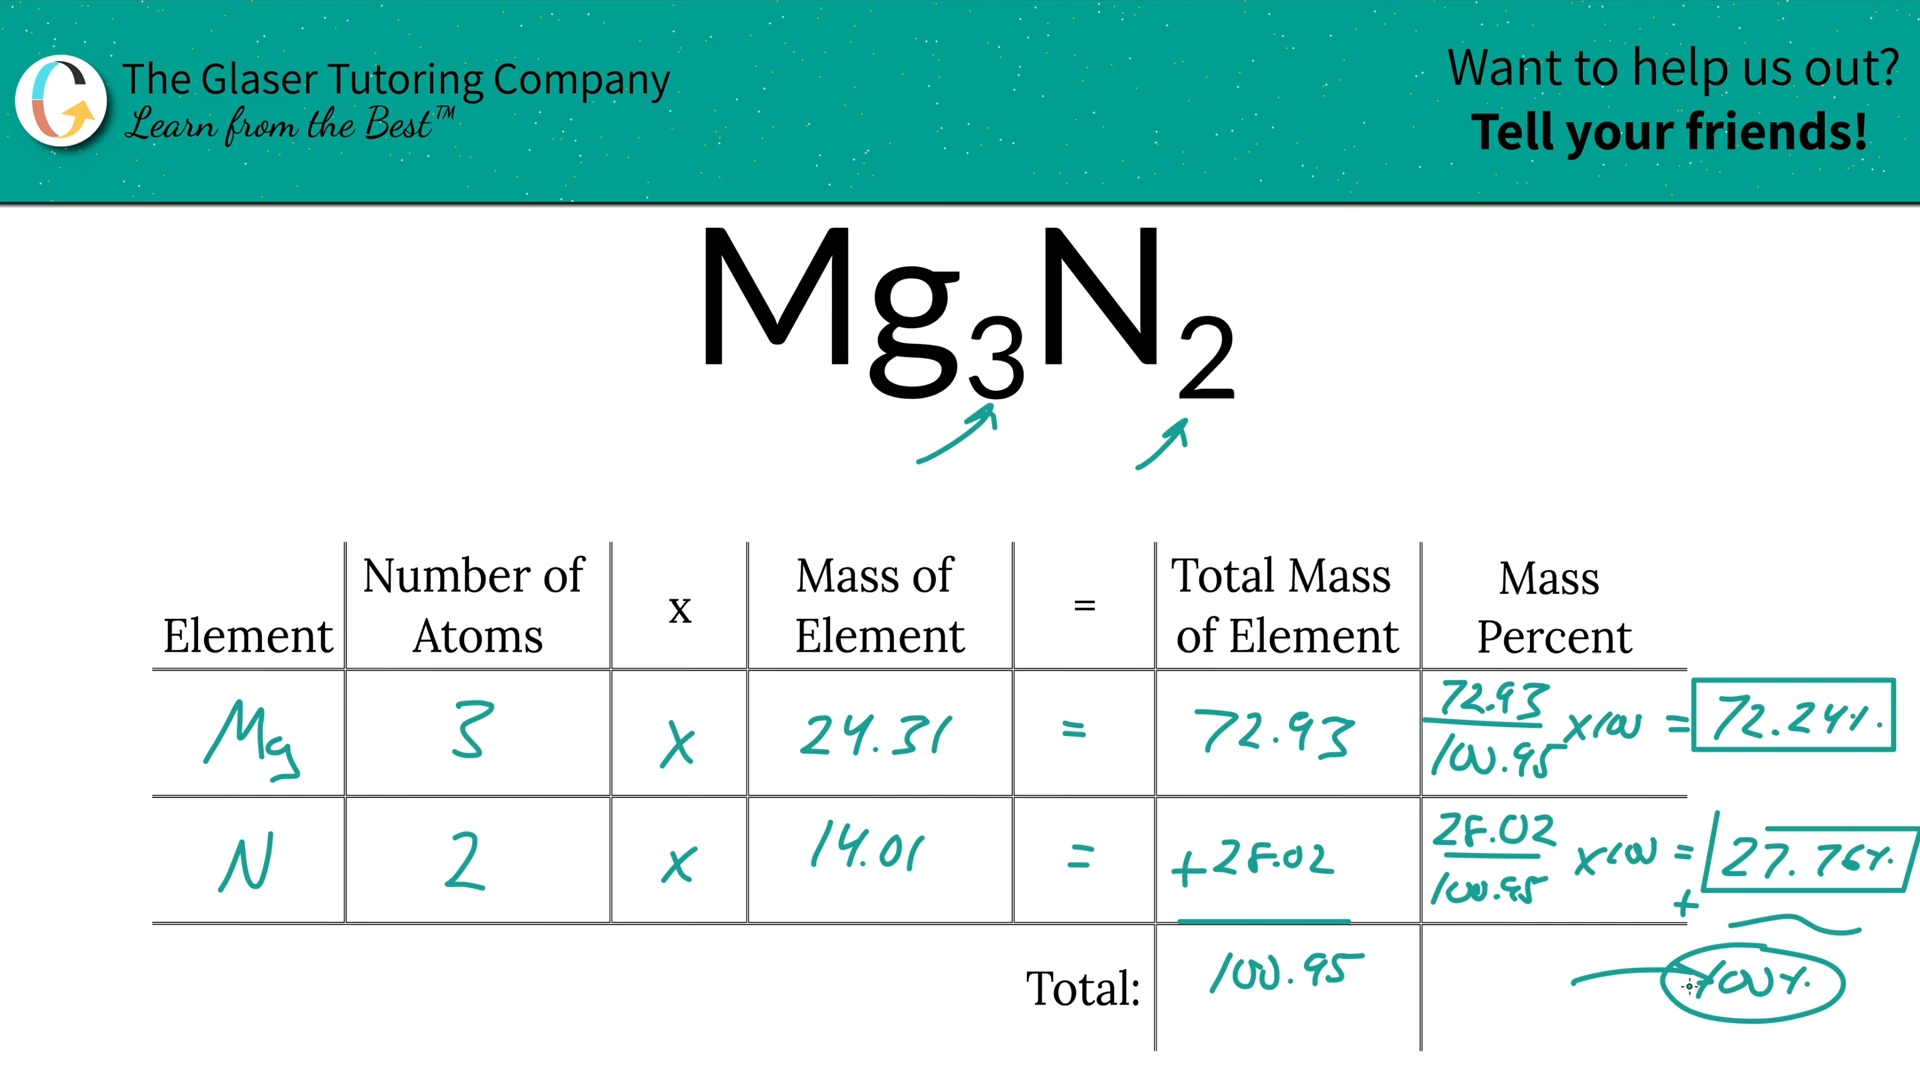 The Glaser Tutoring Company
Learn from the Best™
Want to help us out?
Tell your friends!
Mg₃N₂
Element | Number of Atoms | x | Mass of Element | = | Total Mass of Element | Mass Percent
Mg | 3 | x | 24.31 | = | 72.93 | 72.93/100.95 x100 = 72.24%
N | 2 | x | 14.01 | = | +28.02 | 28.02/100.95 x100 = 27.76%
+
Total: 100.95 | 100%